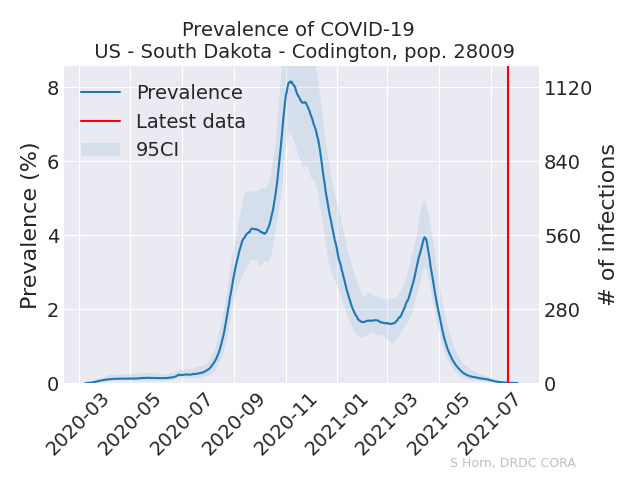 Prevalence of COVID-19
US - South Dakota - Codington, pop. 28009
Prevalence
Latest data
95CI
Prevalence (%)
8
6
4
2
0
# of infections
1120
840
560
280
0
2020-03
2020-05
2020-07
2020-09
2020-11
2021-01
2021-03
2021-05
2021-07
S Horn, DRDC CORA